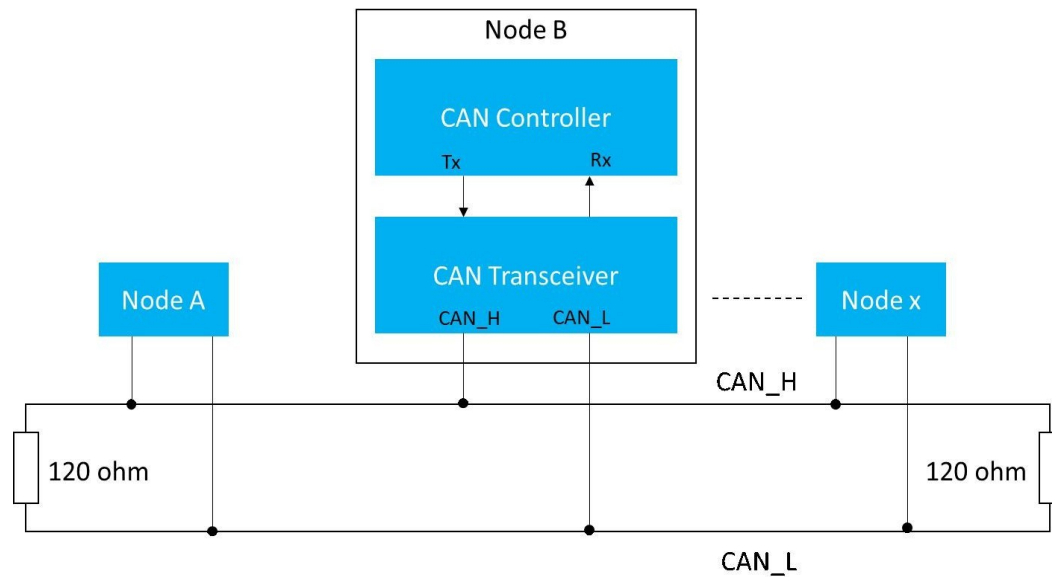 Node B
CAN Controller
Tx
Rx
CAN Transceiver
CAN_H
CAN_L
Node A
Node x
CAN_H
120 ohm
120 ohm
CAN_L